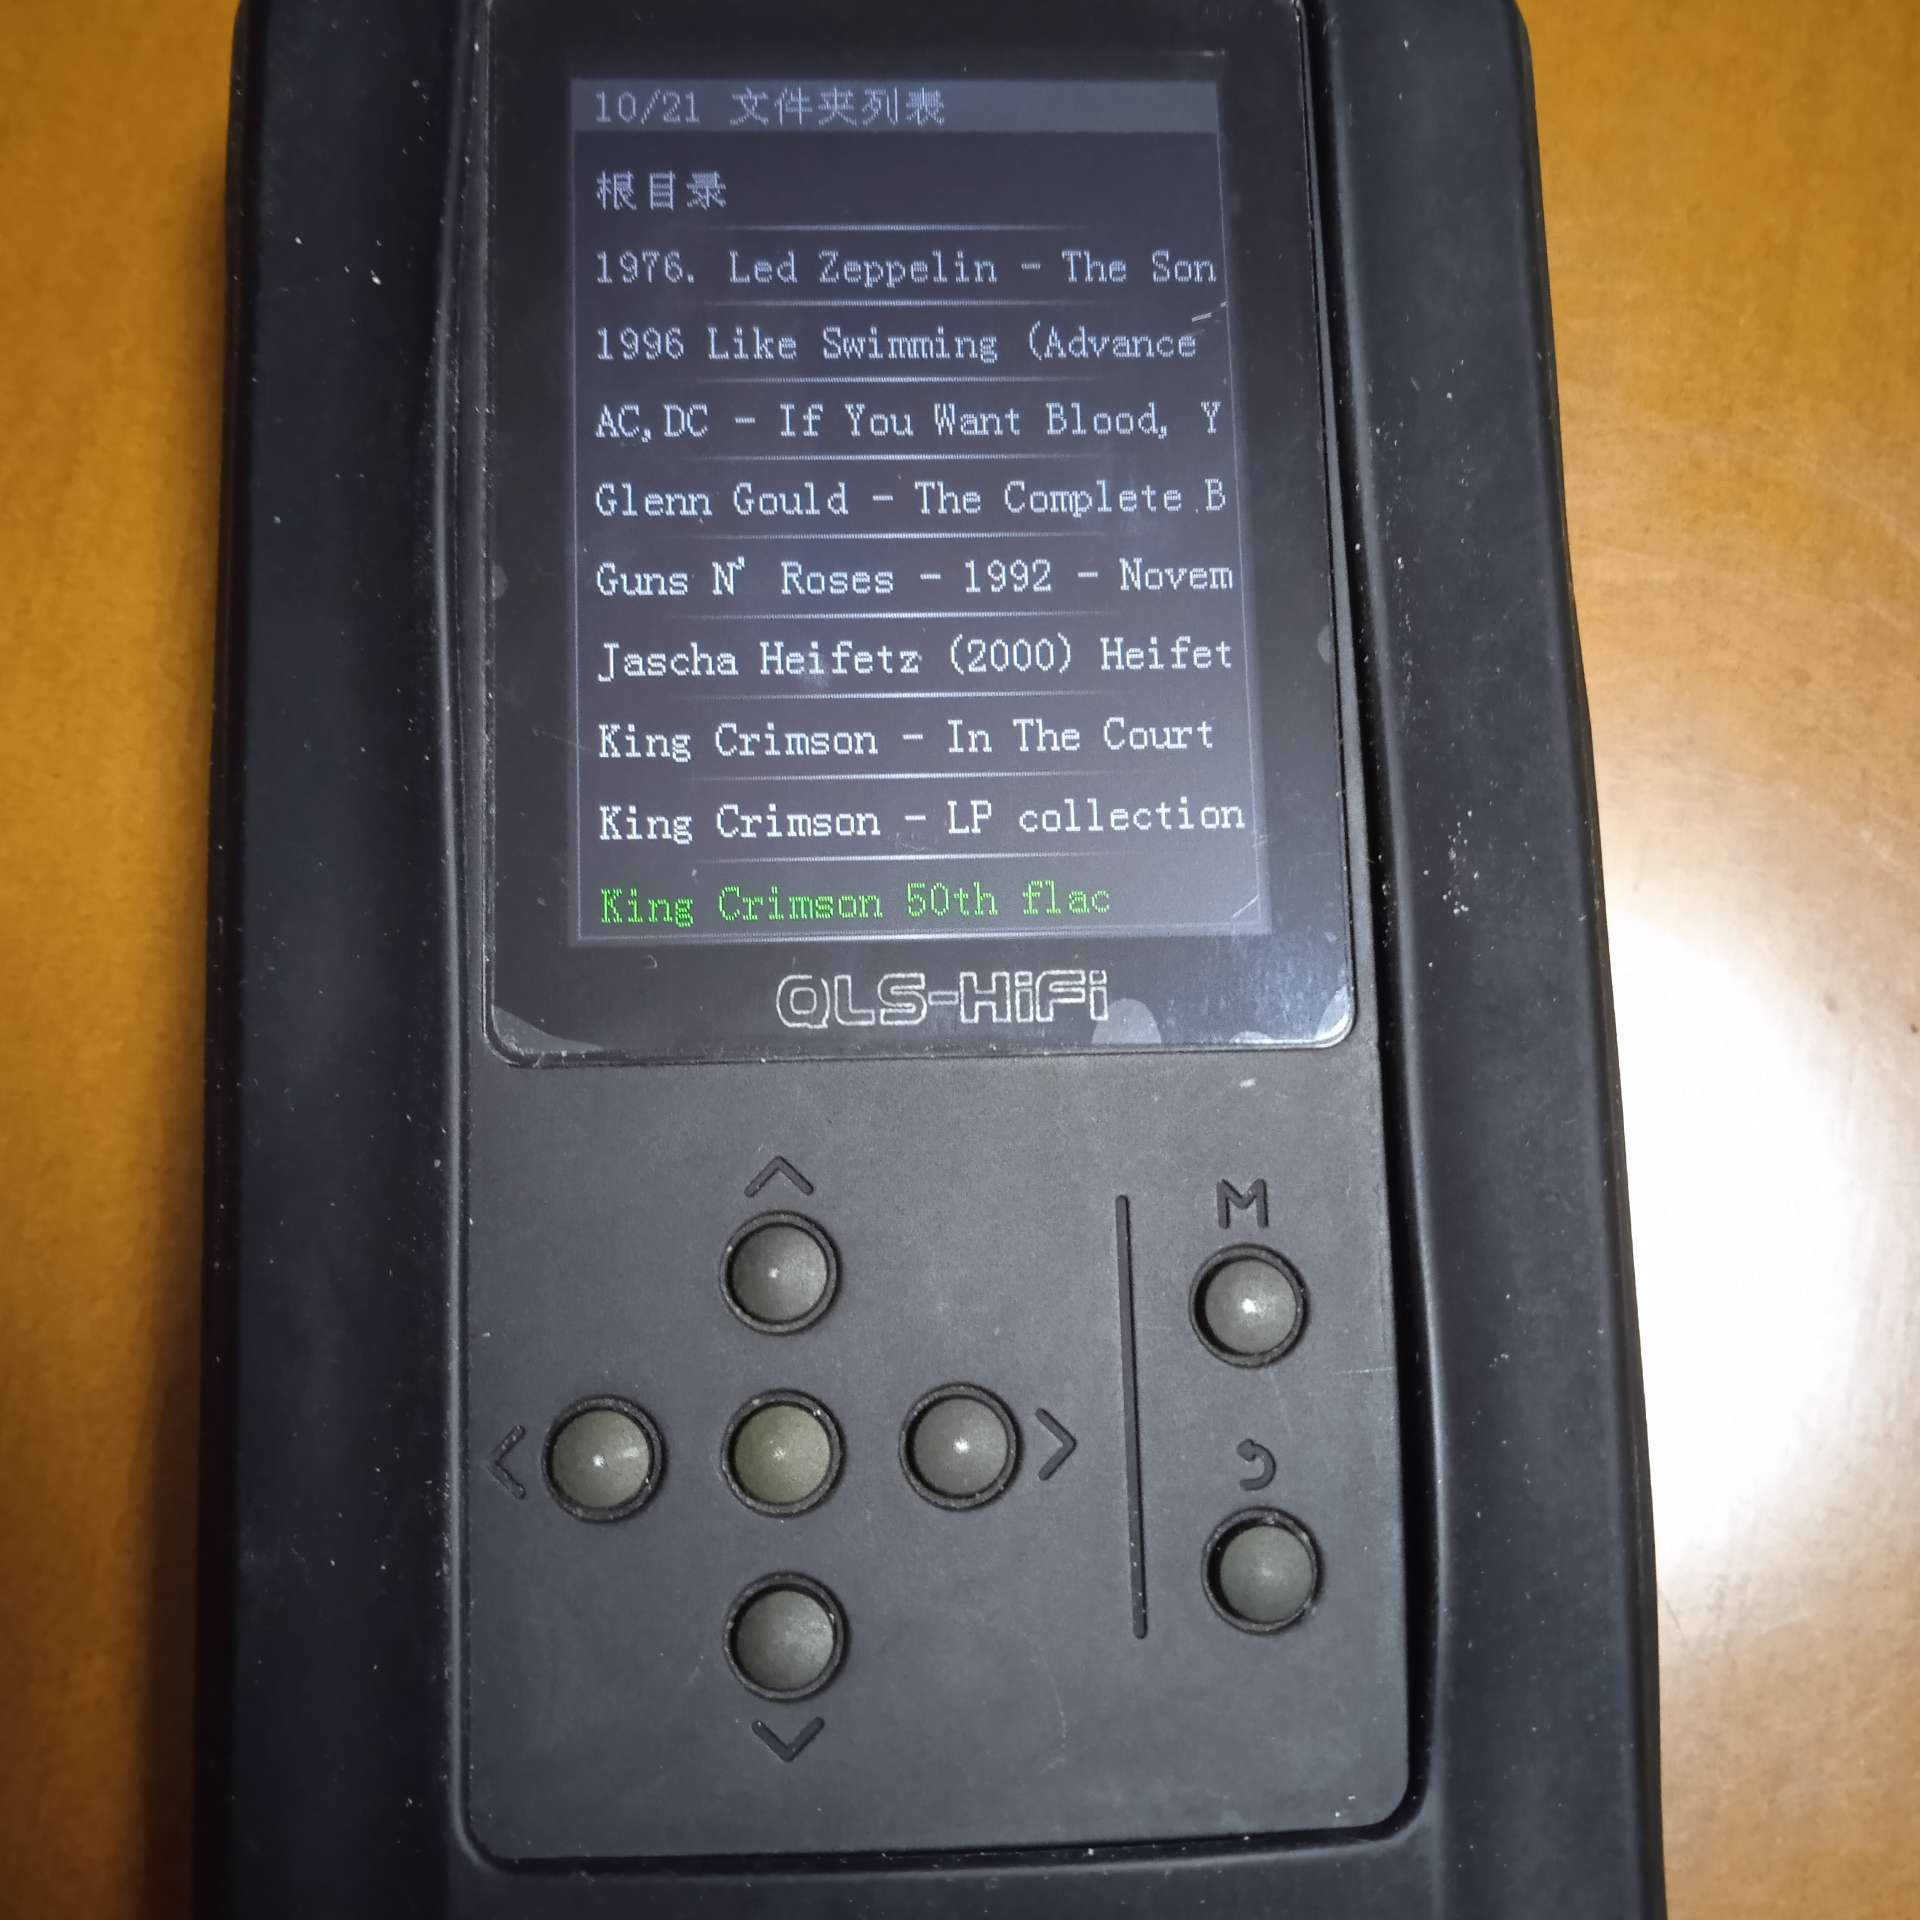 10/21 文件夹列表
根目录
1976. Led Zeppelin - The Son
1996 Like Swimming (Advance
AC,DC - If You Want Blood, Y
Glenn Gould - The Complete B
Guns N' Roses - 1992 - Novem
Jascha Heifetz (2000) Heifet
King Crimson - In The Court
King Crimson - LP collection
King Crimson 50th flac
QLS-HiFi
M